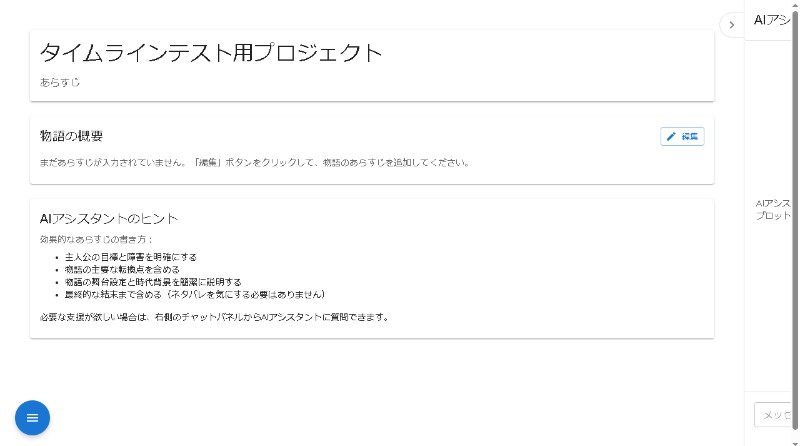 タイムラインテスト用プロジェクト
あらすじ
物語の概要
編集
まだあらすじが入力されていません。「編集」ボタンをクリックして、物語のあらすじを追加してください。
AIアシスタントのヒント
効果的なあらすじの書き方：
主人公の目標と障害を明確にする
物語の主要な転換点を含める
物語の舞台設定と時代背景を簡潔に説明する
最終的な結末まで含める（ネタバレを気にする必要はありません）
必要な支援が欲しい場合は、右側のチャットパネルからAIアシスタントに質問できます。
AIアシ
AIアシス
プロット
メッセ